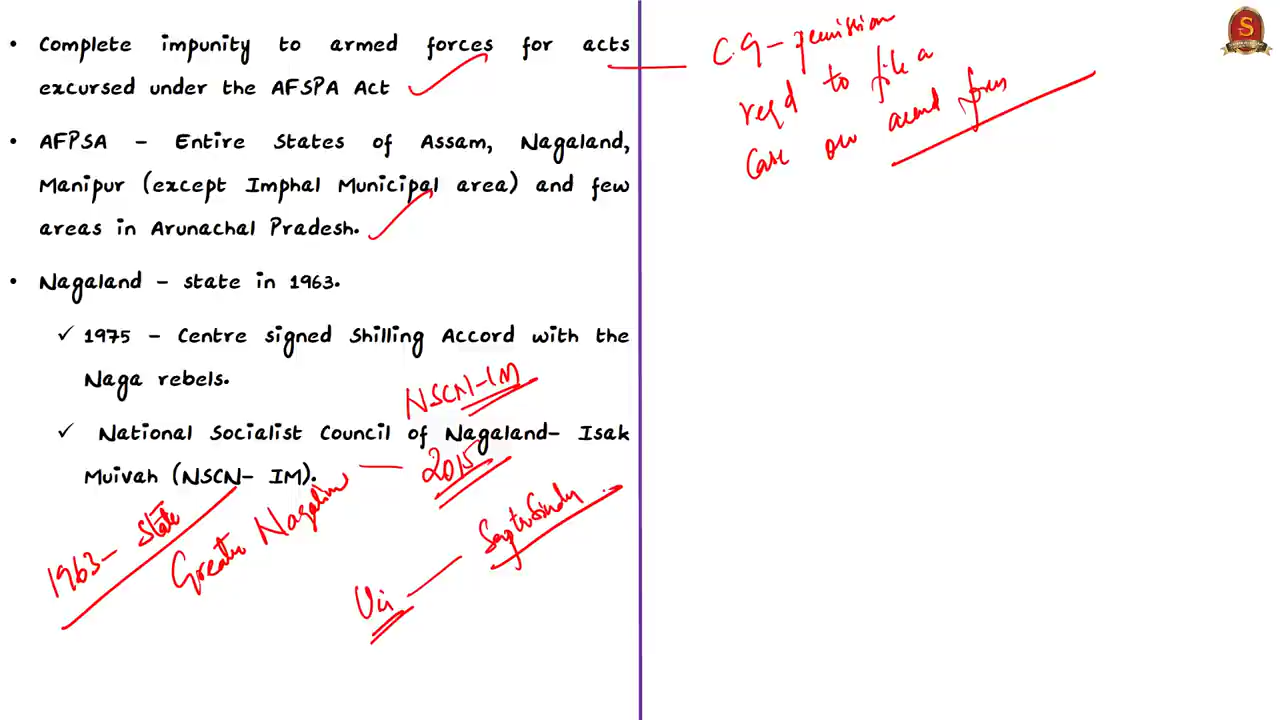 • Complete impunity to armed forces for acts
excursed under the AFSPA Act
• AFPSA - Entire States of Assam, Nagaland,
Manipur (except Imphal Municipal area) and few
areas in Arunachal Pradesh.
• Nagaland - state in 1963.
✓ 1975 - Centre signed Shilling Accord with the
Naga rebels.
NSCN-IM
✓ National Socialist Council of Nagaland- Isak
Muivah (NSCN- IM).
2015
1963- State
Greater
C.G - permission
reqd to file a
Case on armed forces
S